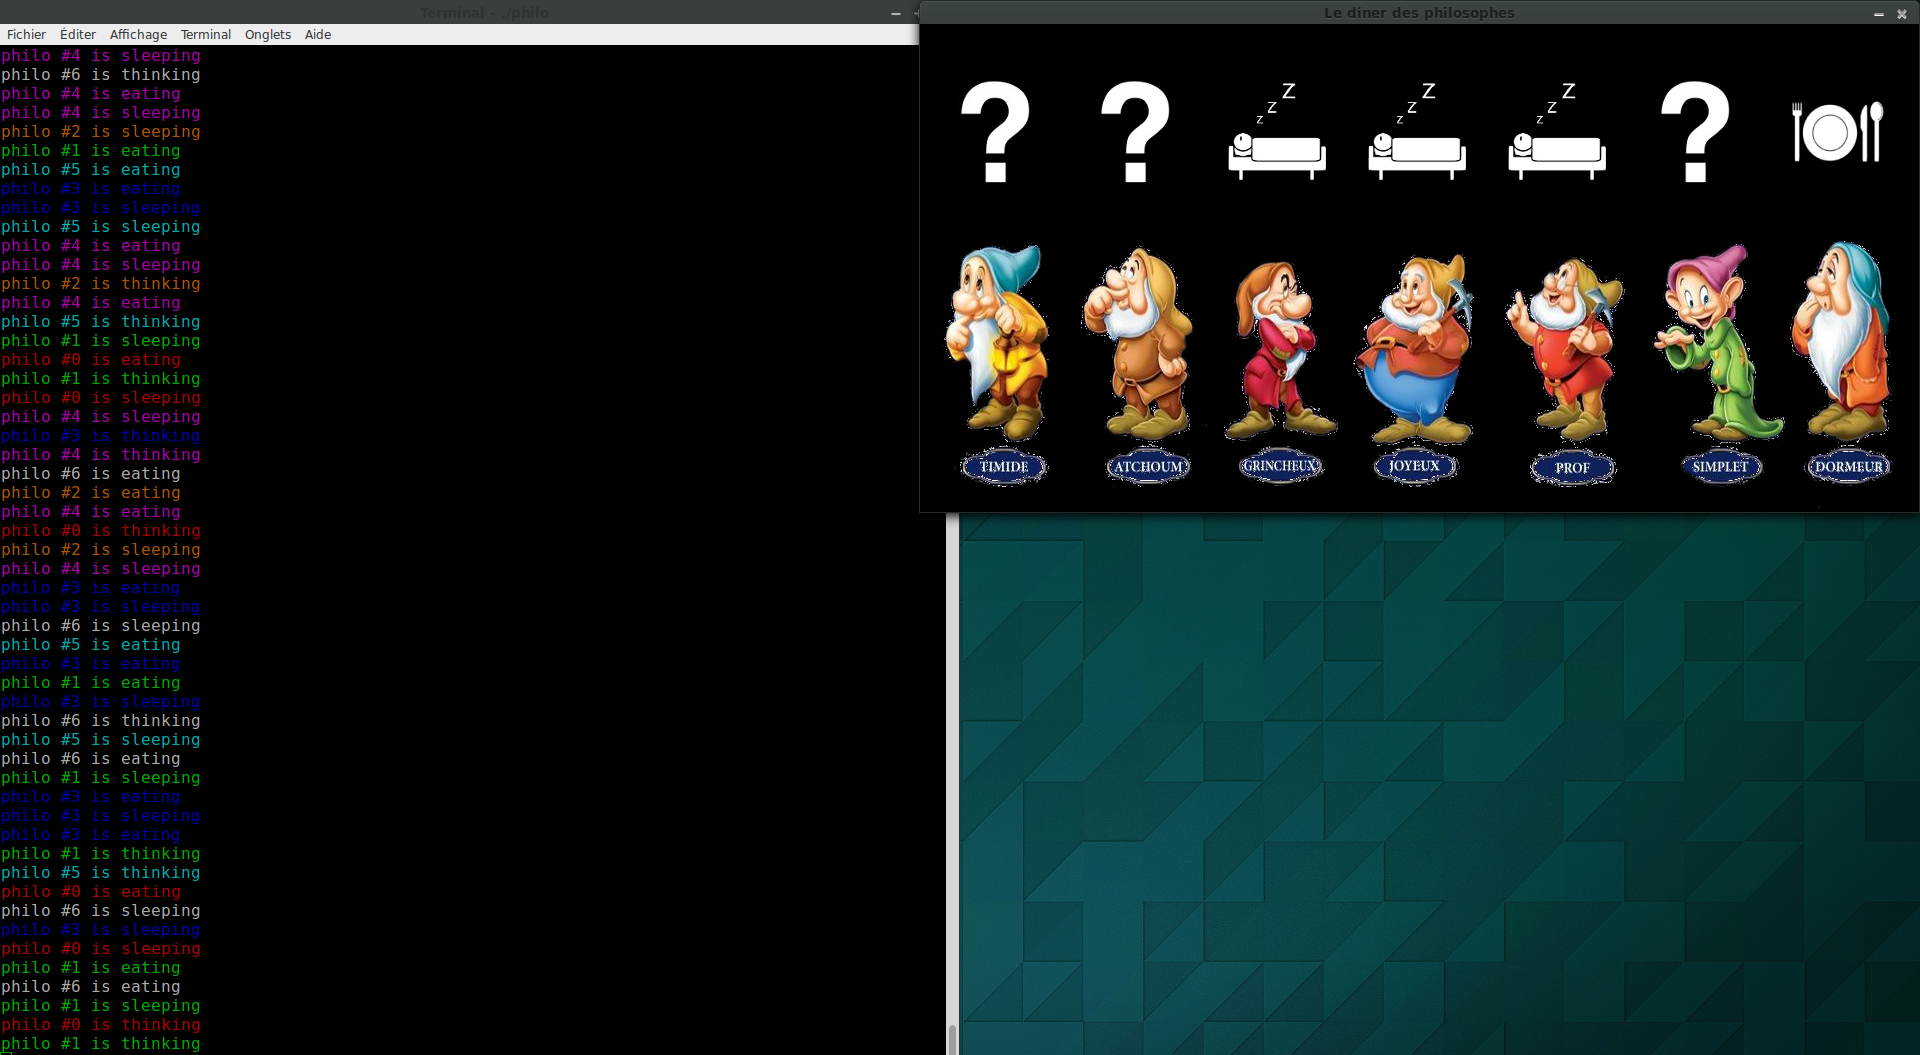 Terminal - ./philo
Fichier Éditer Affichage Terminal Onglets Aide
philo #4 is sleeping
philo #6 is thinking
philo #4 is eating
philo #4 is sleeping
philo #2 is sleeping
philo #1 is eating
philo #5 is eating
philo #3 is eating
philo #3 is sleeping
philo #5 is sleeping
philo #4 is eating
philo #4 is sleeping
philo #2 is thinking
philo #4 is eating
philo #5 is thinking
philo #1 is sleeping
philo #0 is eating
philo #1 is thinking
philo #0 is sleeping
philo #4 is sleeping
philo #3 is thinking
philo #4 is thinking
philo #6 is eating
philo #2 is eating
philo #4 is eating
philo #0 is thinking
philo #2 is sleeping
philo #4 is sleeping
philo #3 is eating
philo #3 is sleeping
philo #6 is sleeping
philo #5 is eating
philo #3 is eating
philo #1 is eating
philo #3 is sleeping
philo #6 is thinking
philo #5 is sleeping
philo #6 is eating
philo #1 is sleeping
philo #3 is eating
philo #3 is sleeping
philo #3 is eating
philo #1 is thinking
philo #5 is thinking
philo #0 is eating
philo #6 is sleeping
philo #3 is sleeping
philo #0 is sleeping
philo #1 is eating
philo #6 is eating
philo #1 is sleeping
philo #0 is thinking
philo #1 is thinking
Le diner des philosophes
? ? z z Z z z Z z z Z ?
TIMIDE ATCHOUM GRINCHEUX JOYEUX PROF SIMPLET DORMEUR